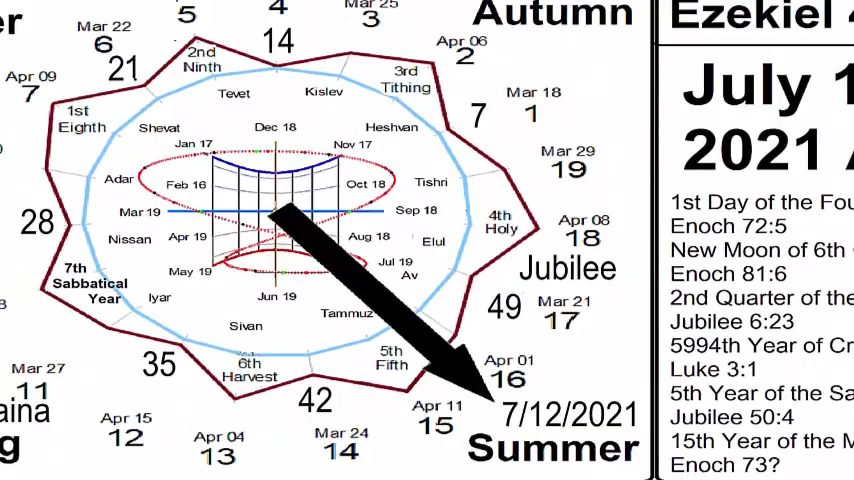 er
Mar 22
6
5
4
Mar 25
3
Autumn
Apr 06
2
14
21
2nd
Ninth
3rd
Tithing
Apr 09
7
1st
Eighth
Tevet
Kislev
7
Mar 18
1
Shevat
Dec 18
Heshvan
Jan 17
Nov 17
Mar 29
19
Adar
Feb 16
Oct 18
Tishri
28
Mar 19
Sep 18
4th
Holy
Apr 08
18
Nissan
Apr 19
Aug 18
Elul
7th
Sabbatical
Year
May 19
Jul 19
Av
Jubilee
Iyar
Jun 19
Tammuz
49
Mar 21
17
Sivan
35
6th
Harvest
5th
Fifth
Apr 01
16
Mar 27
11
aina
42
Apr 11
15
7/12/2021
Apr 15
12
Apr 04
13
Mar 24
14
Summer
g
Ezekiel 4
July 1
2021 A
1st Day of the Fou
Enoch 72:5
New Moon of 6th
Enoch 81:6
2nd Quarter of the
Jubilee 6:23
5994th Year of Cr
Luke 3:1
5th Year of the Sa
Jubilee 50:4
15th Year of the M
Enoch 73?